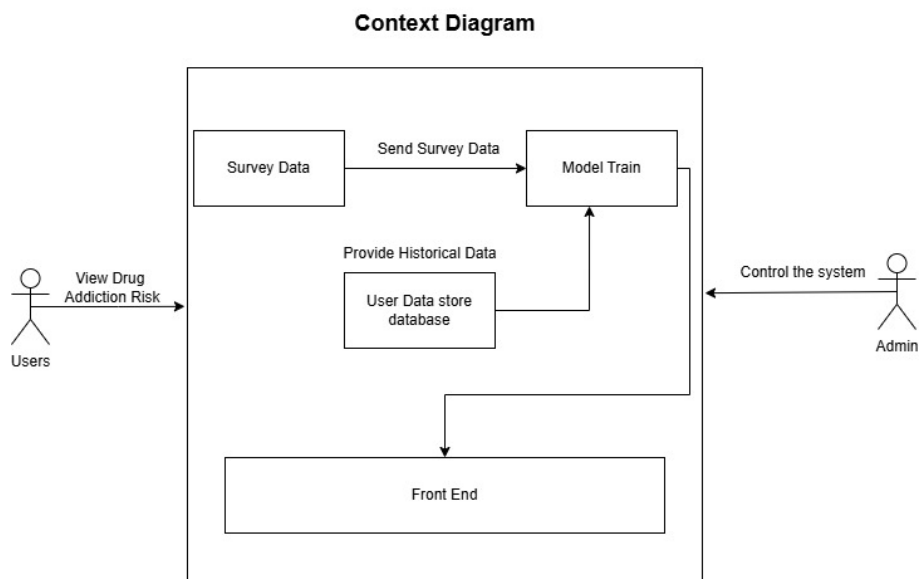 Context Diagram
Survey Data
Send Survey Data
Model Train
Provide Historical Data
User Data store
database
View Drug
Addiction Risk
Users
Control the system
Admin
Front End